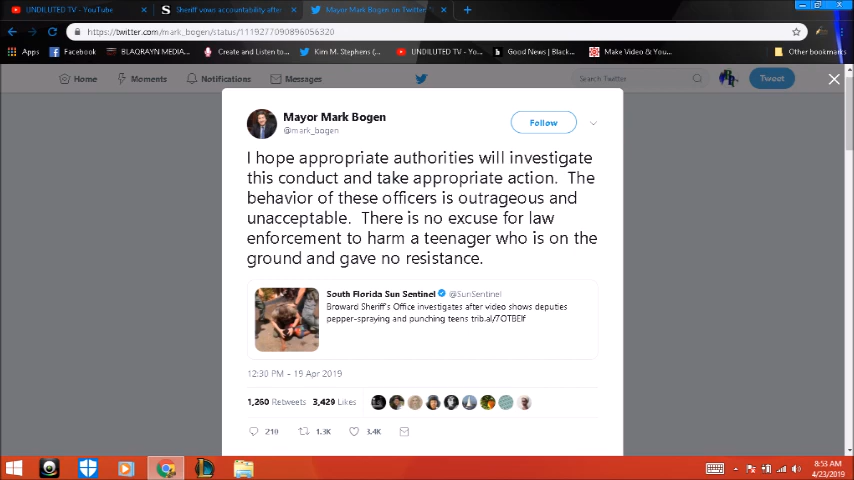 UNDILUTED TV - YouTube
Sheriff vows accountability after
Mayor Mark Bogen on Twitter
https://twitter.com/mark_bogen/status/1119277090896056320
Apps
Facebook
BLAQRAYN MEDIA...
Create and Listen to...
Kim M. Stephens (...
UNDILUTED TV - Yo...
Good News | Black...
Make Video & You...
Other bookmarks
Home
Moments
Notifications
Messages
Search Twitter
Tweet
Mayor Mark Bogen
@mark_bogen
Follow
I hope appropriate authorities will investigate
this conduct and take appropriate action. The
behavior of these officers is outrageous and
unacceptable. There is no excuse for law
enforcement to harm a teenager who is on the
ground and gave no resistance.
South Florida Sun Sentinel @SunSentinel
Broward Sheriff's Office investigates after video shows deputies
pepper-spraying and punching teens trib.al/7OTBEIf
12:30 PM - 19 Apr 2019
1,260 Retweets 3,429 Likes
210 1.3K 3.4K
8:53 AM
4/23/2019